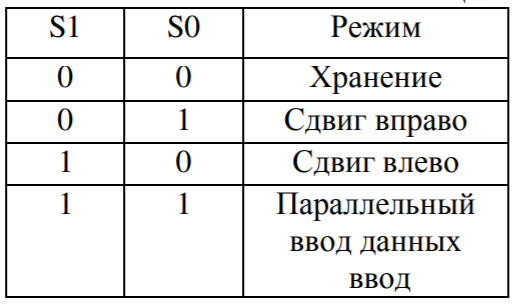 S1 S0 Режим
0 0 Хранение
0 1 Сдвиг вправо
1 0 Сдвиг влево
1 1 Параллельный
ввод данных
ввод